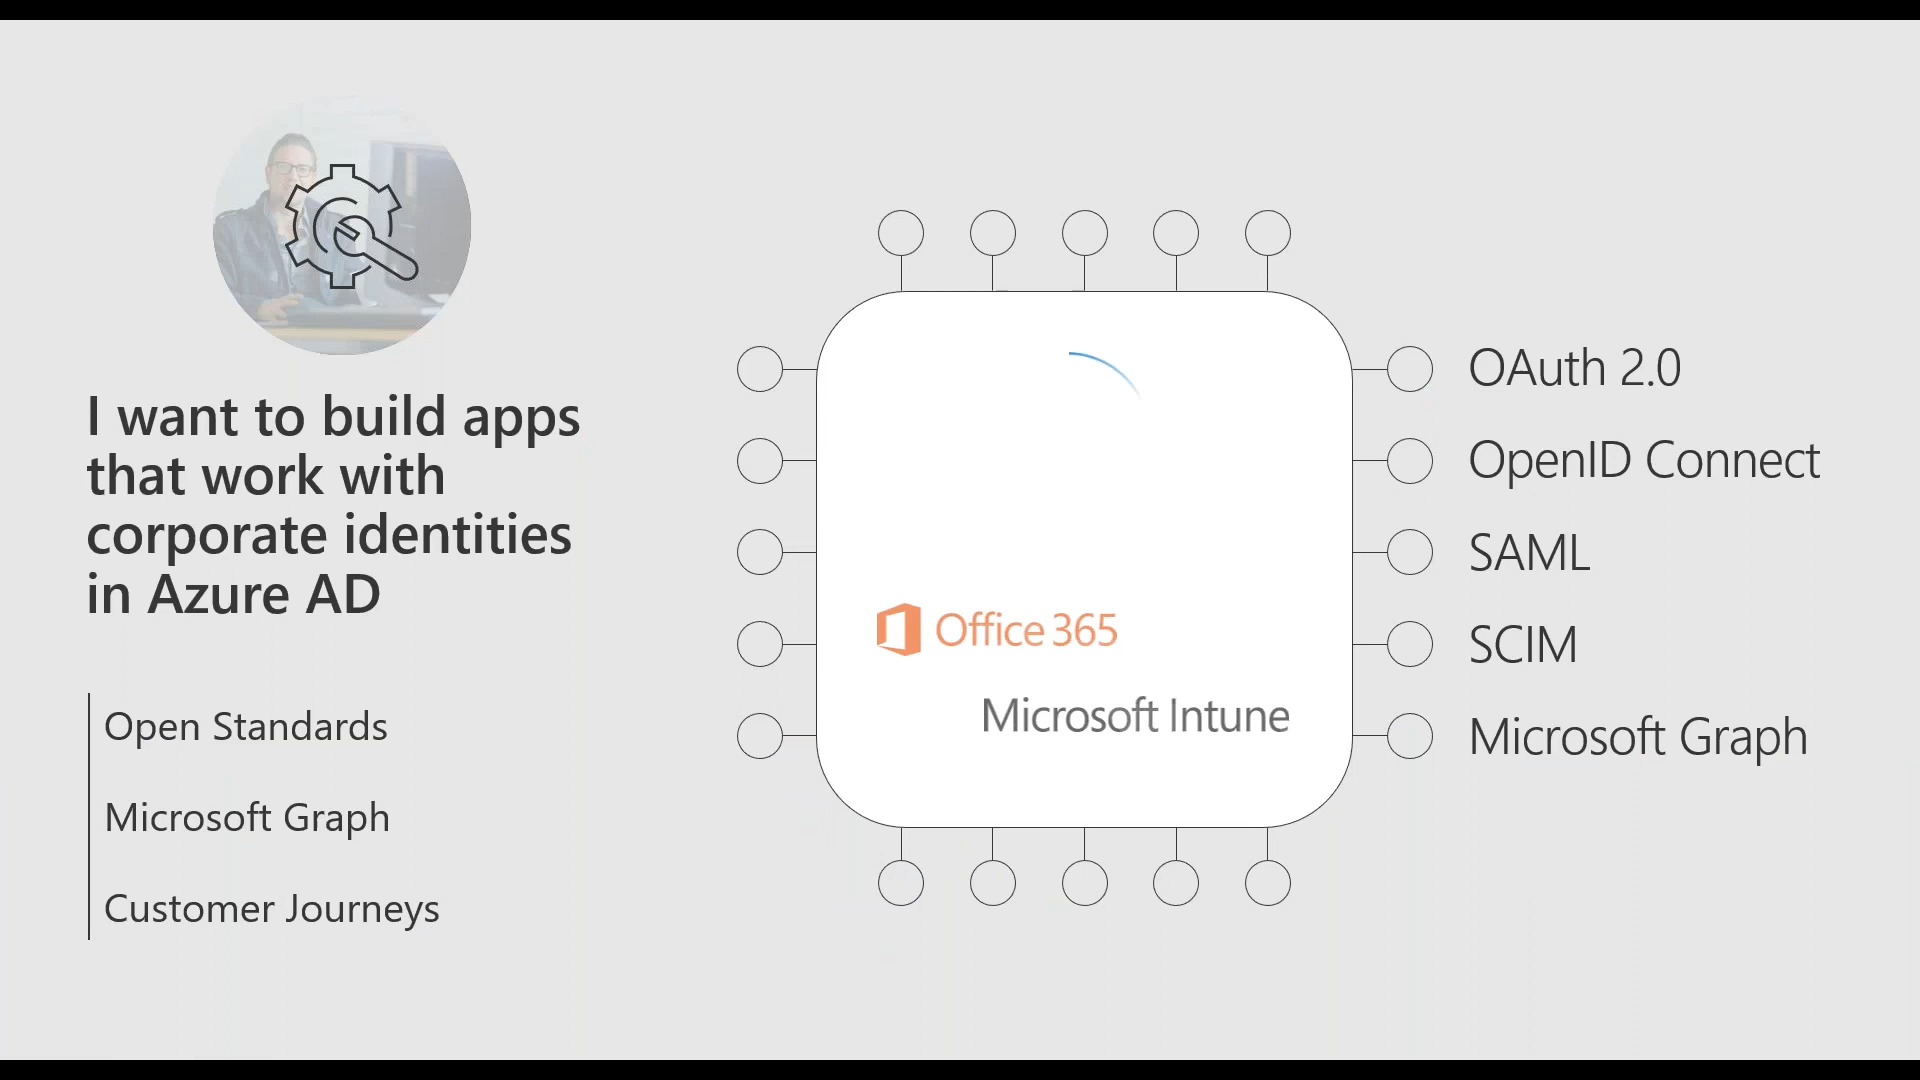 I want to build apps
that work with
corporate identities
in Azure AD
Open Standards
Microsoft Graph
Customer Journeys
Office 365
Microsoft Intune
OAuth 2.0
OpenID Connect
SAML
SCIM
Microsoft Graph